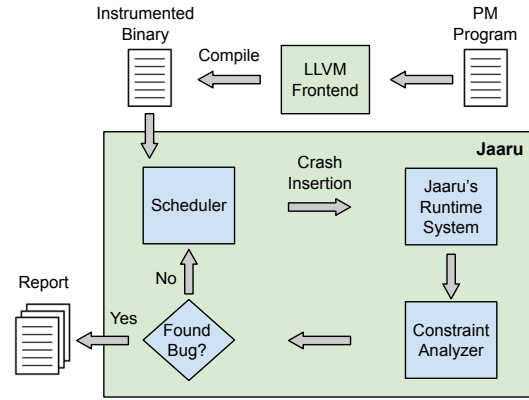 Instrumented
Binary
PM
Program
Compile
LLVM
Frontend
Jaaru
Crash
Insertion
Scheduler
Jaaru's
Runtime
System
No
Report
Yes
Found
Bug?
Constraint
Analyzer